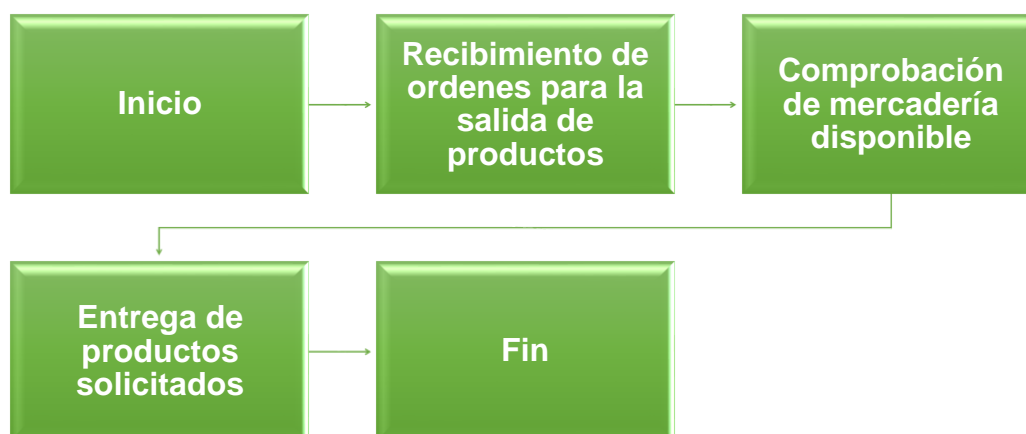 Inicio
Recibimiento de
ordenes para la
salida de
productos
Comprobación
de mercadería
disponible
Entrega de
productos
solicitados
Fin